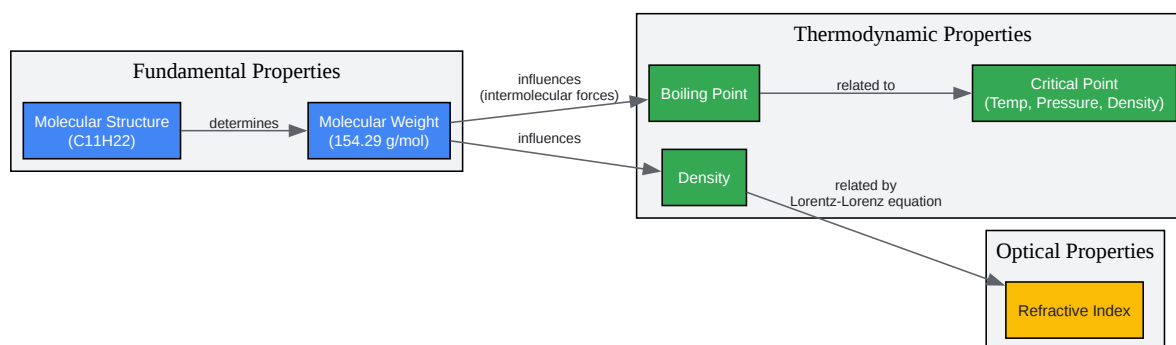 Fundamental Properties
Molecular Structure
(C11H22)
determines
Molecular Weight
(154.29 g/mol)
influences
(intermolecular forces)
influences
Thermodynamic Properties
Boiling Point
related to
Critical Point
(Temp, Pressure, Density)
Density
related by
Lorentz-Lorenz equation
Optical Properties
Refractive Index